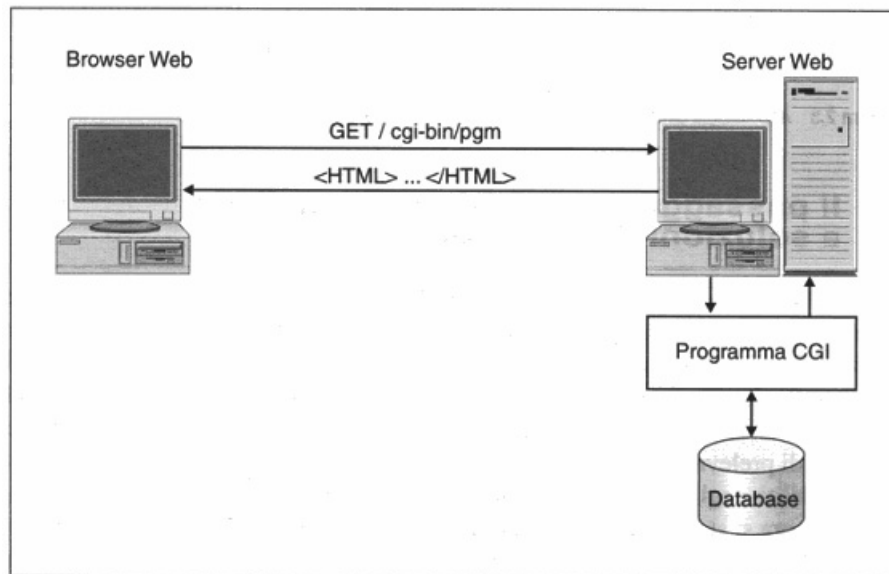 Browser Web
Server Web
GET / cgi-bin/pgm
<HTML> ... </HTML>
Programma CGI
Database